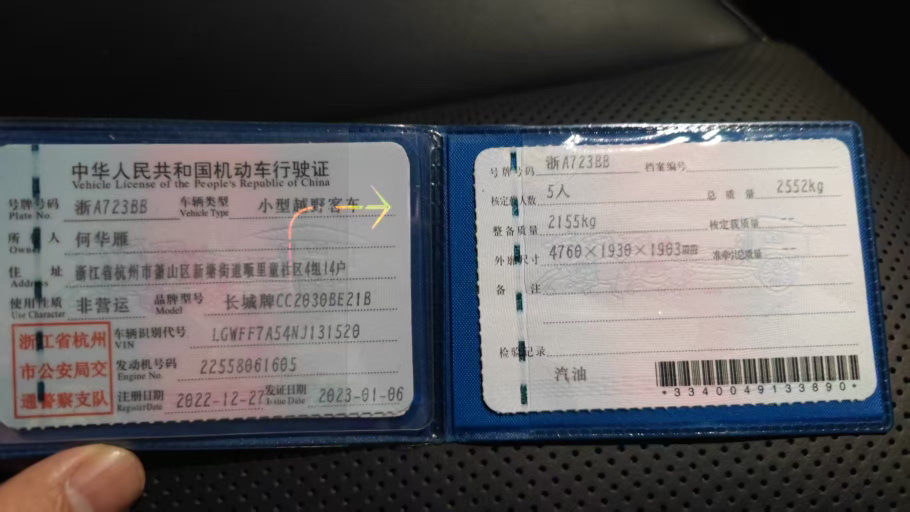 中华人民共和国机动车行驶证
Vehicle License of the People's Republic of China
号牌号码 Plate No. 浙A723BB 车辆类型 Vehicle Type 小型越野客车
所有人 Owner 何华雁
住址 Address 浙江省杭州市萧山区新塘街道 社区4组14户
使用性质 Use Character 非营运 品牌型号 Model 长城牌CC2030BE21B
浙江省杭州市公安局交通警察支队
车辆识别代号 VIN LGWFF7A54NJ131520
发动机号码 Engine No. 22558061605
注册日期 Register Date 2022-12-27 发证日期 Issue Date 2023-01-06
号牌号码 浙A723BB 档案编号
核定载人数 5人 总质量 2552kg
整备质量 2155kg 核定载质量
外廓尺寸 4760×1930×1903mm 准牵引总质量
备注
检验记录
汽油
*3340049133890*